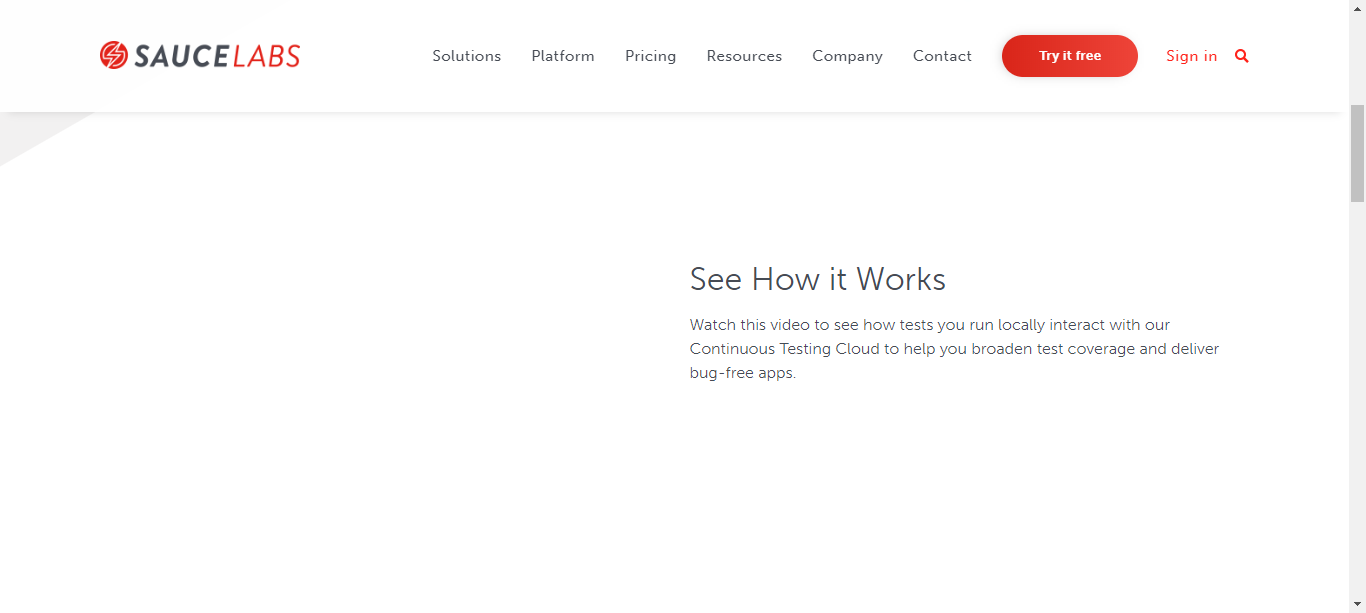 SAUCELABS
Solutions
Platform
Pricing
Resources
Company
Contact
Try it free
Sign in
See How it Works
Watch this video to see how tests you run locally interact with our
Continuous Testing Cloud to help you broaden test coverage and deliver
bug-free apps.